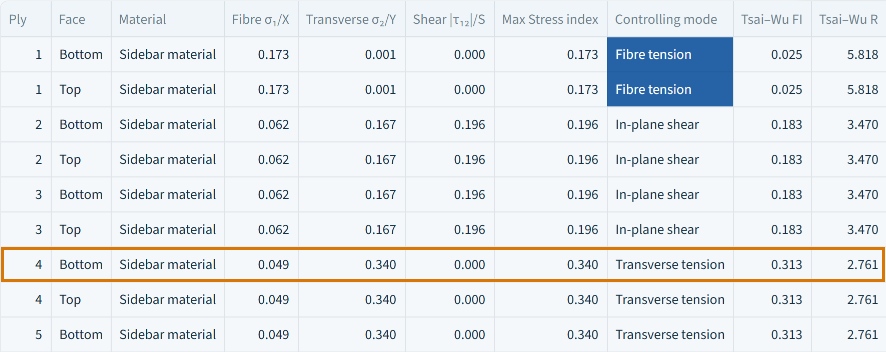 Ply Face Material Fibre σ₁/X Transverse σ₂/Y Shear |τ₁₂|/S Max Stress index Controlling mode Tsai–Wu FI Tsai–Wu R
1 Bottom Sidebar material 0.173 0.001 0.000 0.173 Fibre tension 0.025 5.818
1 Top Sidebar material 0.173 0.001 0.000 0.173 Fibre tension 0.025 5.818
2 Bottom Sidebar material 0.062 0.167 0.196 0.196 In-plane shear 0.183 3.470
2 Top Sidebar material 0.062 0.167 0.196 0.196 In-plane shear 0.183 3.470
3 Bottom Sidebar material 0.062 0.167 0.196 0.196 In-plane shear 0.183 3.470
3 Top Sidebar material 0.062 0.167 0.196 0.196 In-plane shear 0.183 3.470
4 Bottom Sidebar material 0.049 0.340 0.000 0.340 Transverse tension 0.313 2.761
4 Top Sidebar material 0.049 0.340 0.000 0.340 Transverse tension 0.313 2.761
5 Bottom Sidebar material 0.049 0.340 0.000 0.340 Transverse tension 0.313 2.761